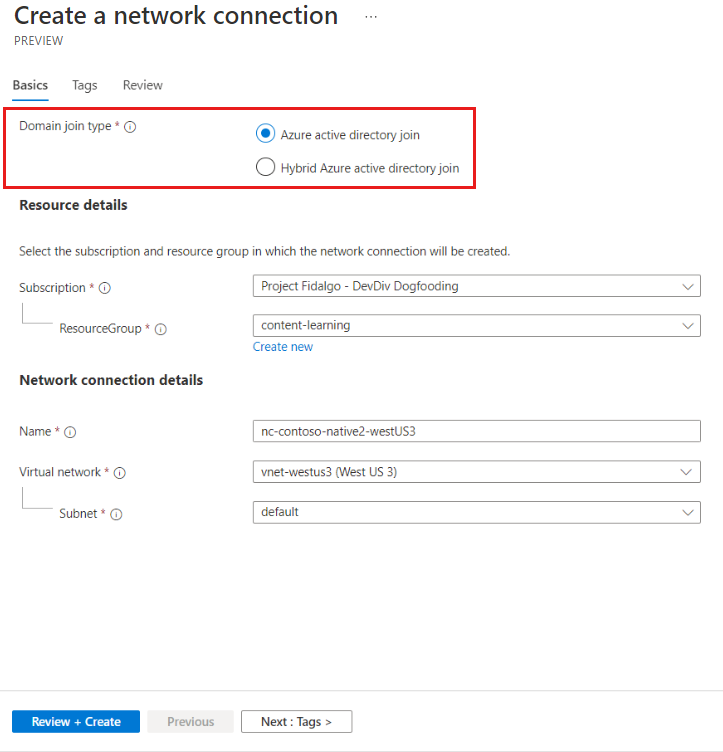 Create a network connection ...
PREVIEW
Basics Tags Review
Domain join type *
Azure active directory join
Hybrid Azure active directory join
Resource details
Select the subscription and resource group in which the network connection will be created.
Subscription * Project Fidalgo - DevDiv Dogfooding
ResourceGroup * content-learning
Create new
Network connection details
Name * nc-contoso-native2-westUS3
Virtual network * vnet-westus3 (West US 3)
Subnet * default
Review + Create Previous Next : Tags >